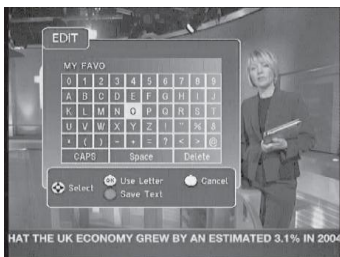 EDIT
MY FAVO
0 1 2 3 4 5 6 7 8 9
A B C D E F G H I J
K L M N O P Q R S T
U V W X Y Z ! " % &
* ( ) - + = ? < > @
CAPS Space Delete
Select OK Use Letter Cancel
Save Text
HAT THE UK ECONOMY GREW BY AN ESTIMATED 3.1% IN 2004